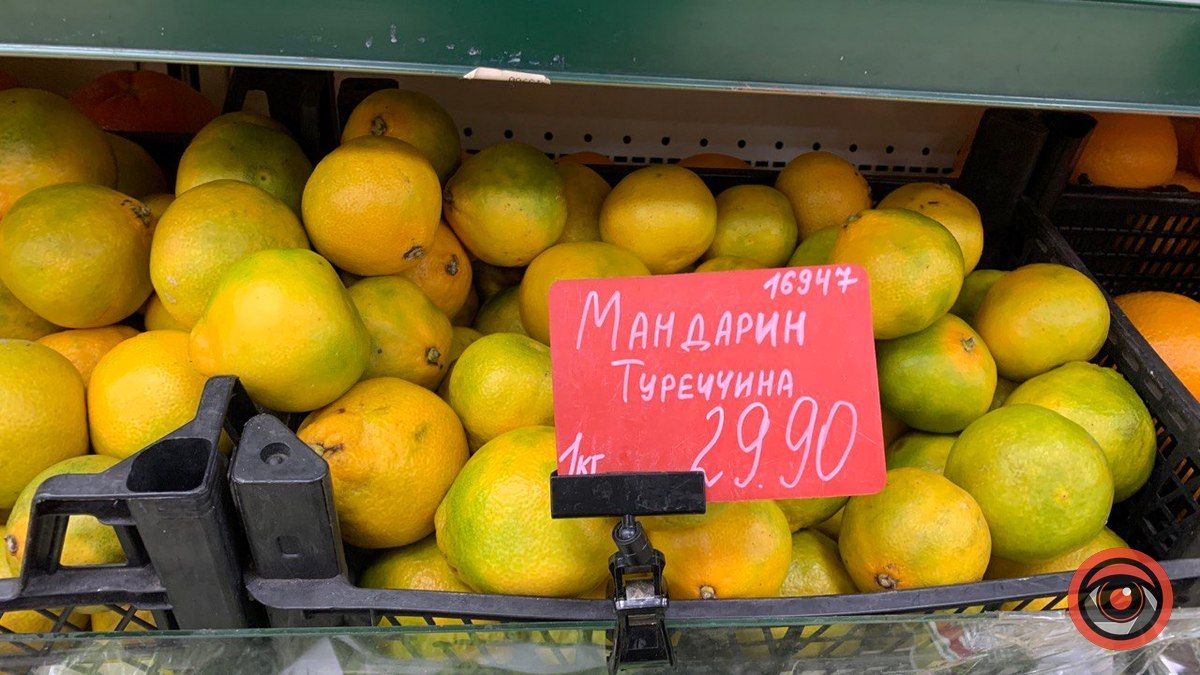 16947
Мандарин
Туреччина
29.90
1кг